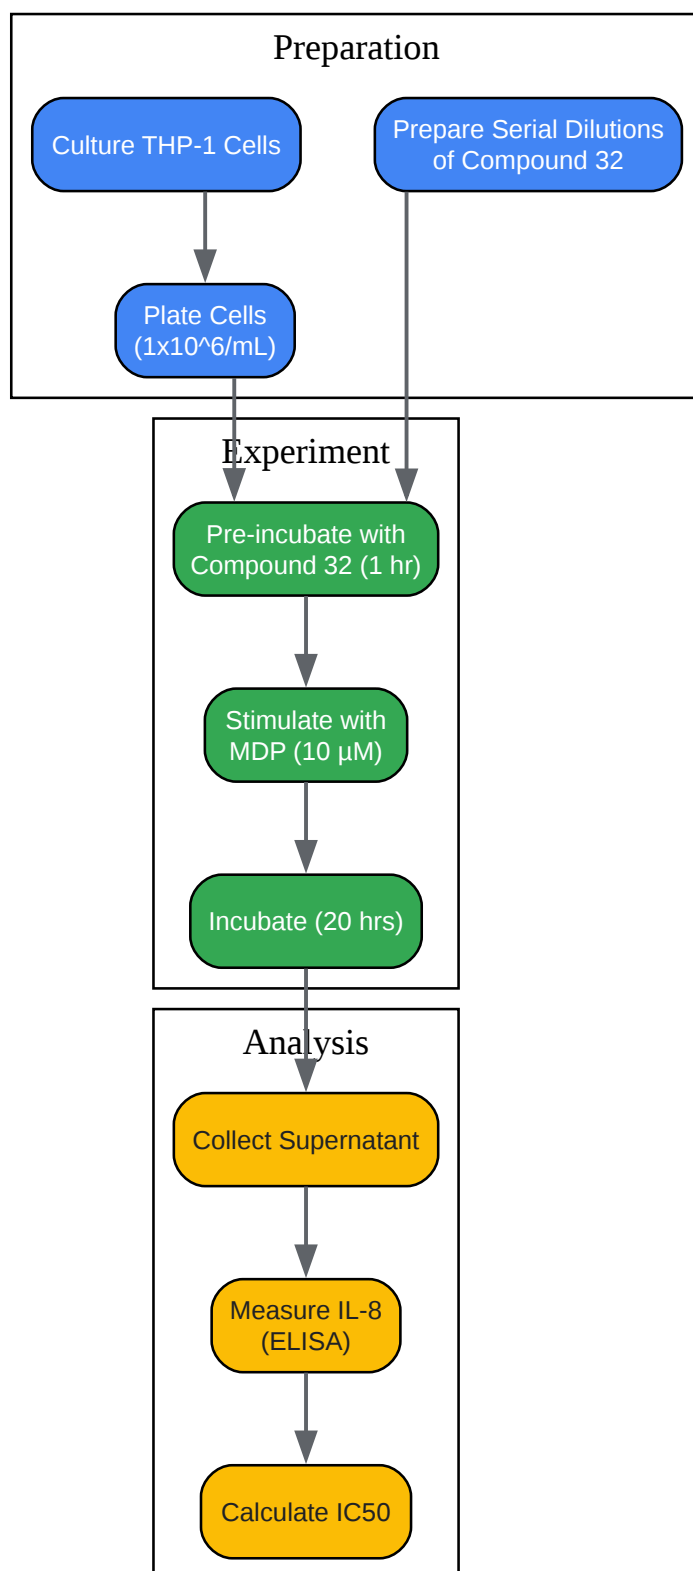 Preparation
Culture THP-1 Cells
Prepare Serial Dilutions
of Compound 32
Plate Cells
(1x10^6/mL)
Experiment
Pre-incubate with
Compound 32 (1 hr)
Stimulate with
MDP (10 µM)
Incubate (20 hrs)
Analysis
Collect Supernatant
Measure IL-8
(ELISA)
Calculate IC50